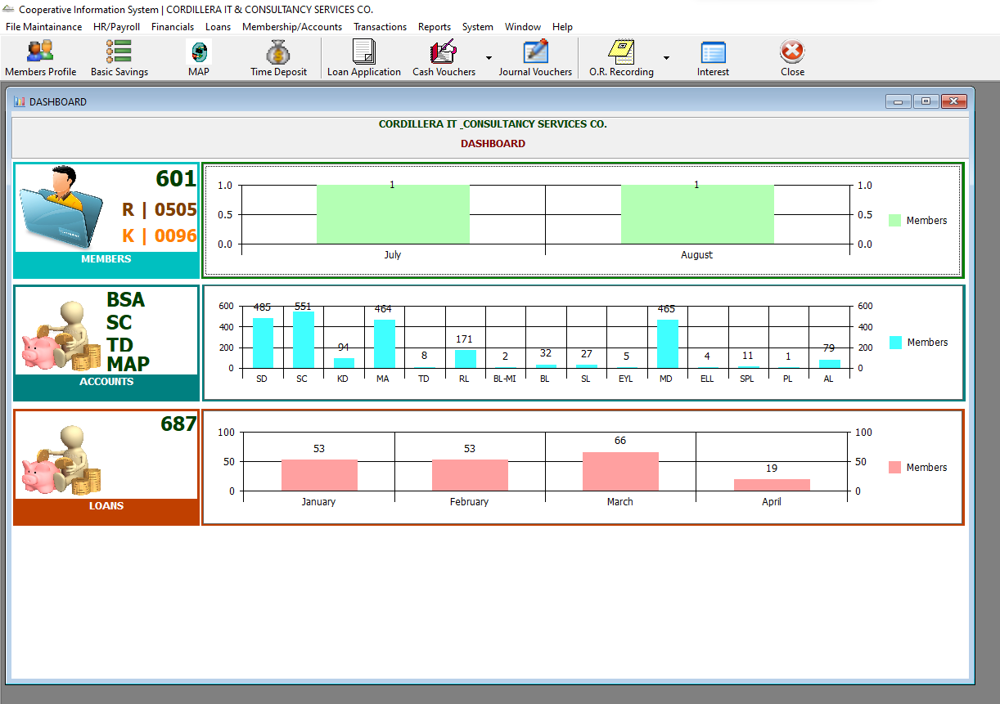 Cooperative Information System | CORDILLERA IT & CONSULTANCY SERVICES CO.
File Maintainance HR/Payroll Financials Loans Membership/Accounts Transactions Reports System Window Help
Members Profile Basic Savings MAP Time Deposit Loan Application Cash Vouchers Journal Vouchers O.R. Recording Interest Close
DASHBOARD
CORDILLERA IT _CONSULTANCY SERVICES CO.
DASHBOARD
601
R | 0505
K | 0096
MEMBERS
1.0 1 1 1.0
0.5 0.5
0.0 0.0
July August
Members
BSA
SC
TD
MAP
ACCOUNTS
600 600
400 400
200 200
0 0
485 551 94 464 8 171 2 32 27 5 465 4 11 1 79
SD SC KD MA TD RL BL-MI BL SL EYL MD ELL SPL PL AL
Members
687
LOANS
100 100
50 50
0 0
53 53 66 19
January February March April
Members